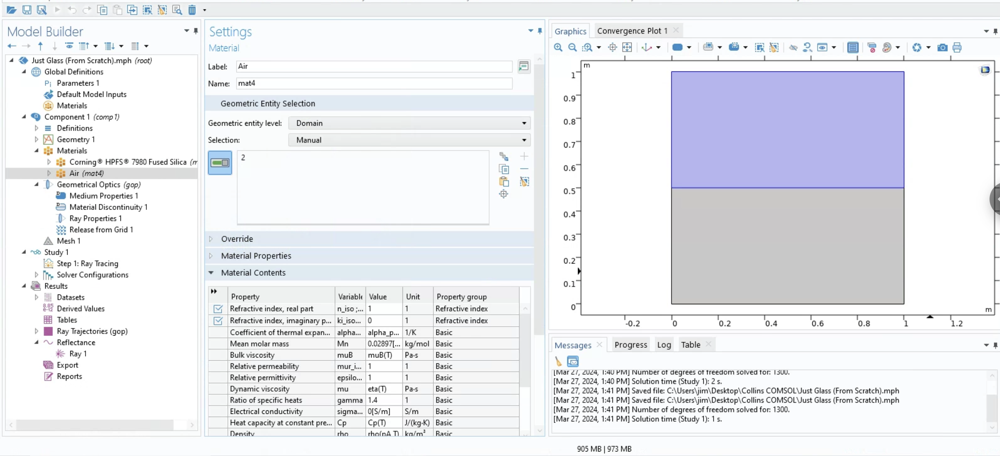 Model Builder
Just Glass (From Scratch).mph (root)
Global Definitions
Pi Parameters 1
Default Model Inputs
Materials
Component 1 (comp1)
Definitions
Geometry 1
Materials
Corning® HPFS® 7980 Fused Silica (m
Air (mat4)
Geometrical Optics (gop)
D Medium Properties 1
D Material Discontinuity 1
Ray Properties 1
Release from Grid 1
Mesh 1
Study 1
Step 1: Ray Tracing
Solver Configurations
Results
Datasets
8.85
e-12 Derived Values
Tables
Ray Trajectories (gop)
Reflectance
Ray 1
Export
Reports
Settings
Material
Label: Air
Name: mat4
Geometric Entity Selection
Geometric entity level: Domain
Selection: Manual
2
Override
Material Properties
Material Contents
Property Variable Value Unit Property group
Refractive index, real part n_iso ;... 1 1 Refractive index
Refractive index, imaginary p... ki_iso... 0 1 Refractive index
Coefficient of thermal expan... alpha... alpha_p... 1/K Basic
Mean molar mass Mn 0.02897[... kg/mol Basic
Bulk viscosity muB muB(T) Pa·s Basic
Relative permeability mur_i... 1 1 Basic
Relative permittivity epsilo... 1 1 Basic
Dynamic viscosity mu eta(T) Pa·s Basic
Ratio of specific heats gamma 1.4 1 Basic
Electrical conductivity sigma... 0[S/m] S/m Basic
Heat capacity at constant pre... Cp Cp(T) J/(kg·K) Basic
Density rho rho(pA,T) kg/m³ Basic
Graphics Convergence Plot 1
m
1
0.9
0.8
0.7
0.6
0.5
0.4
0.3
0.2
0.1
0
m
-0.2 0 0.2 0.4 0.6 0.8 1 1.2
Messages Progress Log Table
[Mar 27, 2024, 1:40 PM] Number of degrees of freedom solved for: 1300.
[Mar 27, 2024, 1:40 PM] Solution time (Study 1): 2 s.
[Mar 27, 2024, 1:41 PM] Saved file: C:\Users\jim\Desktop\Collins COMSOL\Just Glass (From Scratch).mph
[Mar 27, 2024, 1:41 PM] Saved file: C:\Users\jim\Desktop\Collins COMSOL\Just Glass (From Scratch).mph
[Mar 27, 2024, 1:41 PM] Number of degrees of freedom solved for: 1300.
[Mar 27, 2024, 1:41 PM] Solution time (Study 1): 1 s.
905 MB | 973 MB